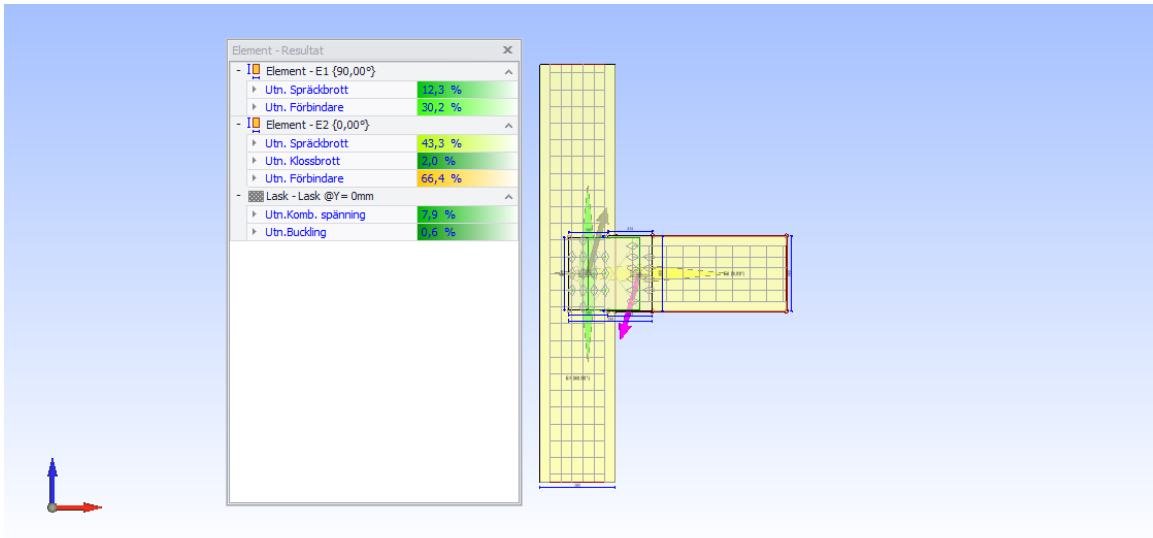 Element - Resultat
- Element - E1 {90,00°}
Utn. Spräckbrott 12,3 %
Utn. Förbindare 30,2 %
- Element - E2 {0,00°}
Utn. Spräckbrott 43,3 %
Utn. Klossbrott 2,0 %
Utn. Förbindare 66,4 %
- Lask - Lask @Y= 0mm
Utn.Komb. spänning 7,9 %
Utn.Buckling 0,6 %